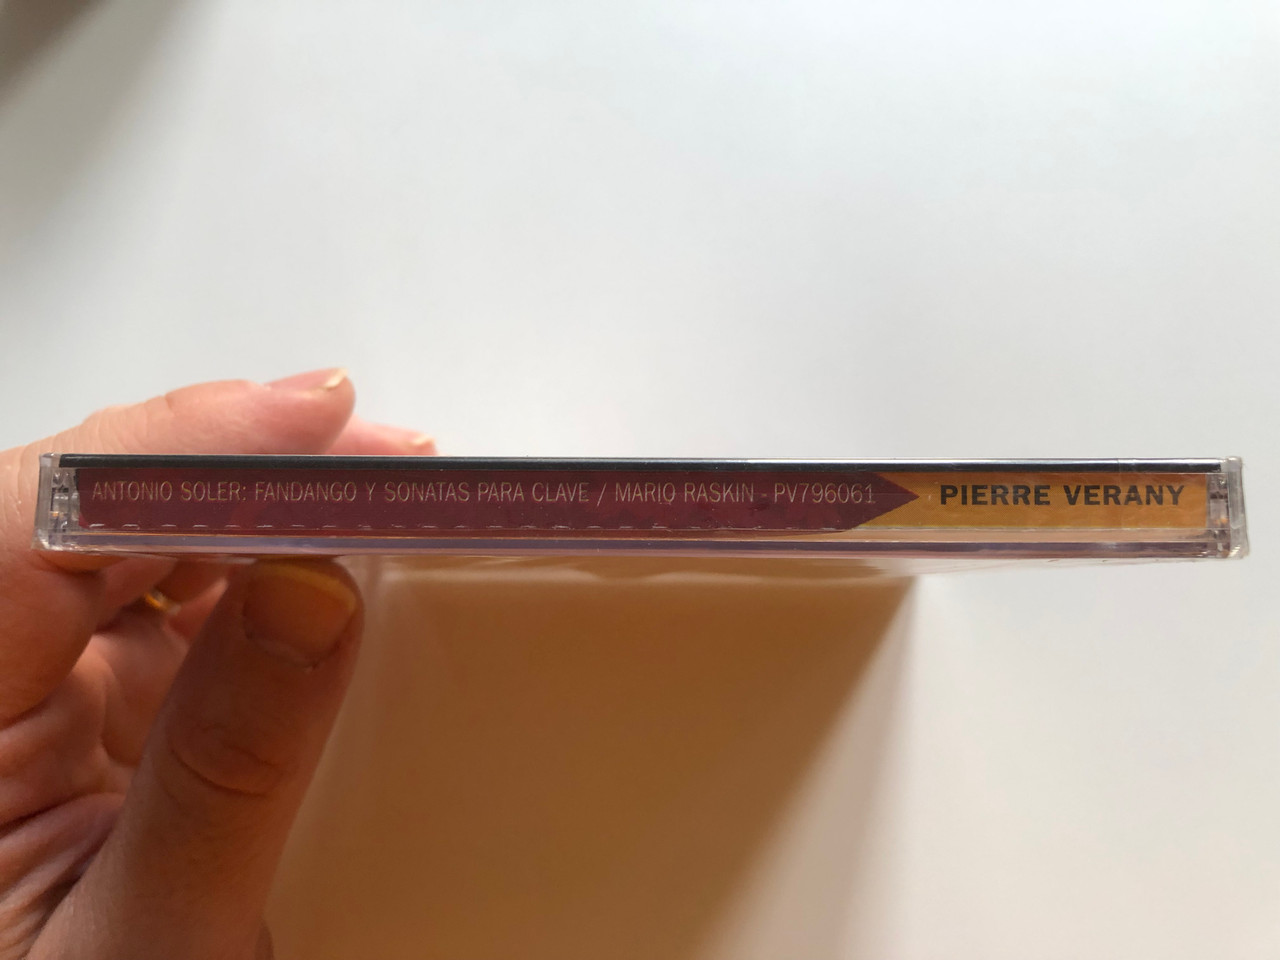 ANTONIO SOLER: FANDANGO Y SONATAS PARA CLAVE / MARIO RASKIN - PV796061 PIERRE VERANY